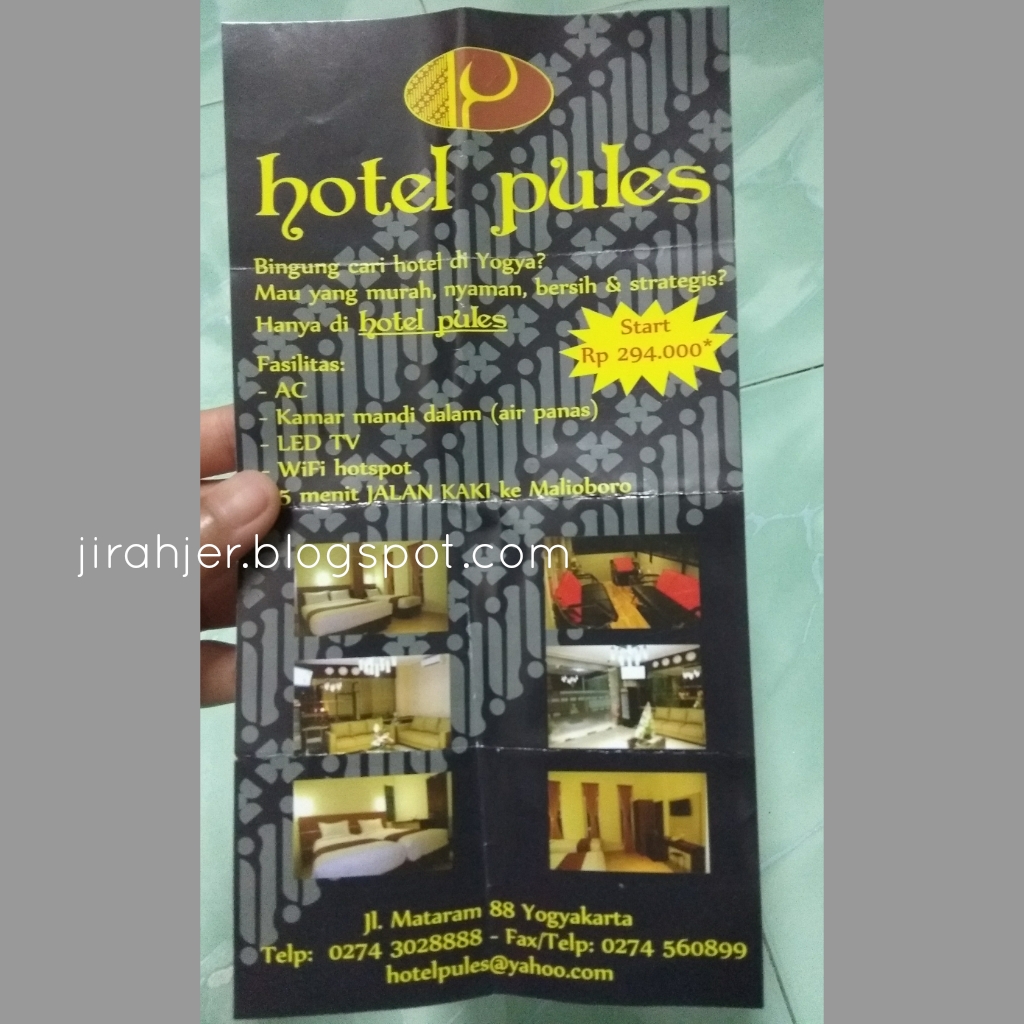 hotel pules
Bingung cari hotel di Yogya?
Mau yang murah, nyaman, bersih & strategis?
Hanya di hotel pules
Start
Rp 294.000*
Fasilitas:
- AC
- Kamar mandi dalam (air panas)
- LED TV
- WiFi hotspot
5 menit JALAN KAKI ke Malioboro
jirahjer.blogspot.com
Jl. Mataram 88 Yogyakarta
Telp: 0274 3028888 - Fax/Telp: 0274 560899
hotelpules@yahoo.com